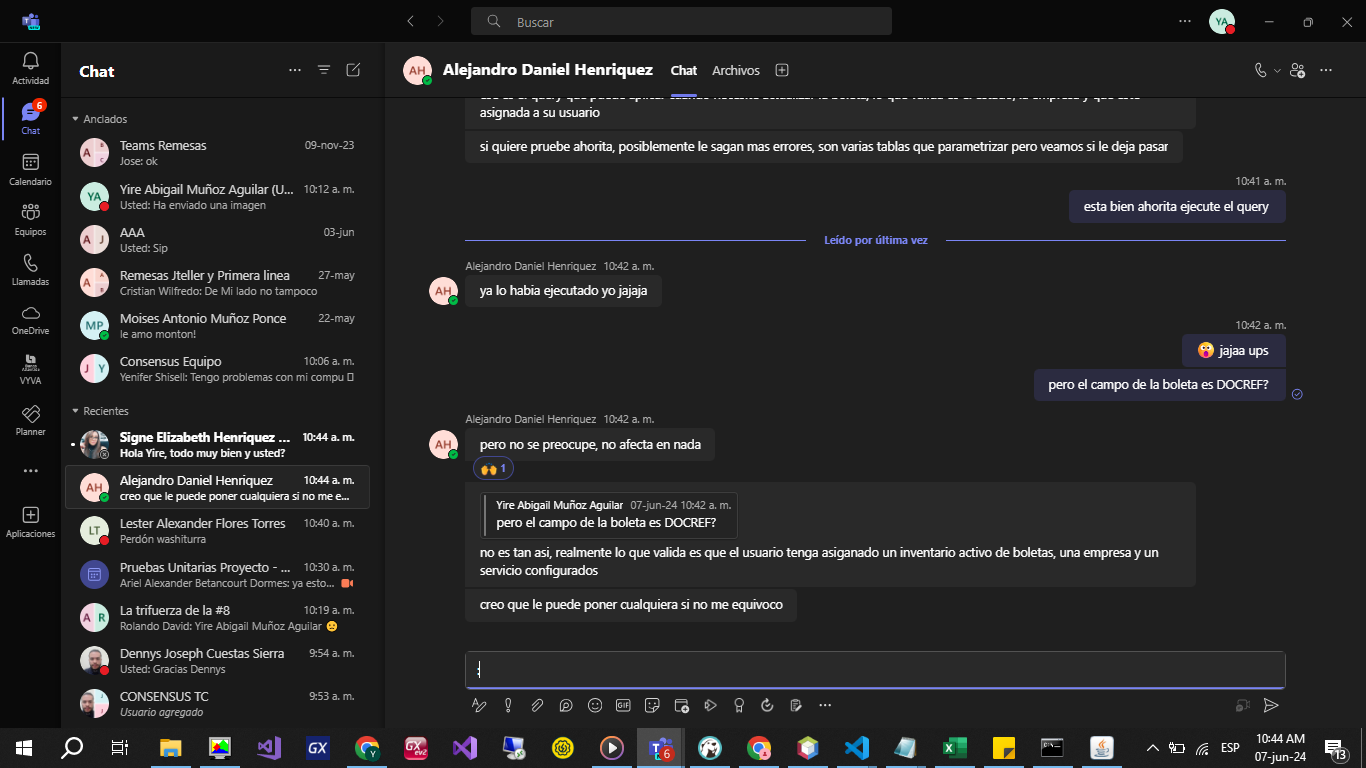 Buscar
YA
Actividad
6
Chat
Calendario
Equipos
Llamadas
OneDrive
VYVA
Planner
Aplicaciones
Chat
Anclados
Teams Remesas 09-nov-23
Jose: ok
YA Yire Abigail Muñoz Aguilar (U... 10:12 a. m.
Usted: Ha enviado una imagen
AAA 03-jun
Usted: Sip
Remesas Jteller y Primera linea 27-may
Cristian Wilfredo: De Mi lado no tampoco
MP Moises Antonio Muñoz Ponce 22-may
le amo monton!
J Y Consensus Equipo 10:06 a. m.
Yenifer Shisell: Tengo problemas con mi compu
Recientes
Signe Elizabeth Henriquez ... 10:44 a. m.
Hola Yire, todo muy bien y usted?
AH Alejandro Daniel Henriquez 10:44 a. m.
creo que le puede poner cualquiera si no me e...
LT Lester Alexander Flores Torres 10:40 a. m.
Perdón washiturra
Pruebas Unitarias Proyecto - ... 10:30 a. m.
Ariel Alexander Betancourt Dormes: ya esto...
A R La trifuerza de la #8 10:19 a. m.
Rolando David: Yire Abigail Muñoz Aguilar 😟
Dennys Joseph Cuestas Sierra 9:54 a. m.
Usted: Gracias Dennys
CONSENSUS TC 9:53 a. m.
Usuario agregado
AH Alejandro Daniel Henriquez Chat Archivos
asignada a su usuario
si quiere pruebe ahorita, posiblemente le sagan mas errores, son varias tablas que parametrizar pero veamos si le deja pasar
10:41 a. m.
esta bien ahorita ejecute el query
Leído por última vez
Alejandro Daniel Henriquez 10:42 a. m.
AH ya lo habia ejecutado yo jajaja
10:42 a. m.
😲 jajaa ups
pero el campo de la boleta es DOCREF?
Alejandro Daniel Henriquez 10:42 a. m.
AH pero no se preocupe, no afecta en nada
🙌 1
Yire Abigail Muñoz Aguilar 07-jun-24 10:42 a. m.
pero el campo de la boleta es DOCREF?
no es tan asi, realmente lo que valida es que el usuario tenga asiganado un inventario activo de boletas, una empresa y un
servicio configurados
creo que le puede poner cualquiera si no me equivoco
GIF
GX
Y
GX
ev2
6
ESP
10:44 AM
07-jun-24
13